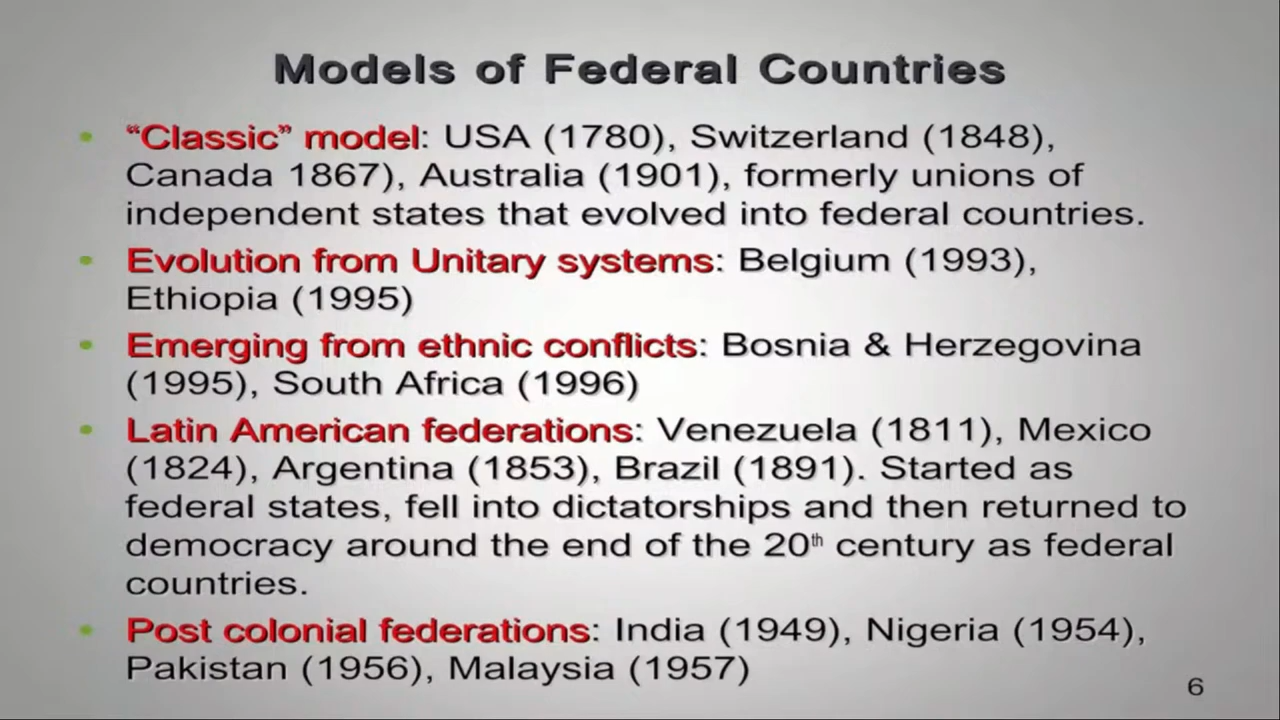 Models of Federal Countries
• “Classic” model: USA (1780), Switzerland (1848),
Canada 1867), Australia (1901), formerly unions of
independent states that evolved into federal countries.
• Evolution from Unitary systems: Belgium (1993),
Ethiopia (1995)
• Emerging from ethnic conflicts: Bosnia & Herzegovina
(1995), South Africa (1996)
• Latin American federations: Venezuela (1811), Mexico
(1824), Argentina (1853), Brazil (1891). Started as
federal states, fell into dictatorships and then returned to
democracy around the end of the 20th century as federal
countries.
• Post colonial federations: India (1949), Nigeria (1954),
Pakistan (1956), Malaysia (1957)
6